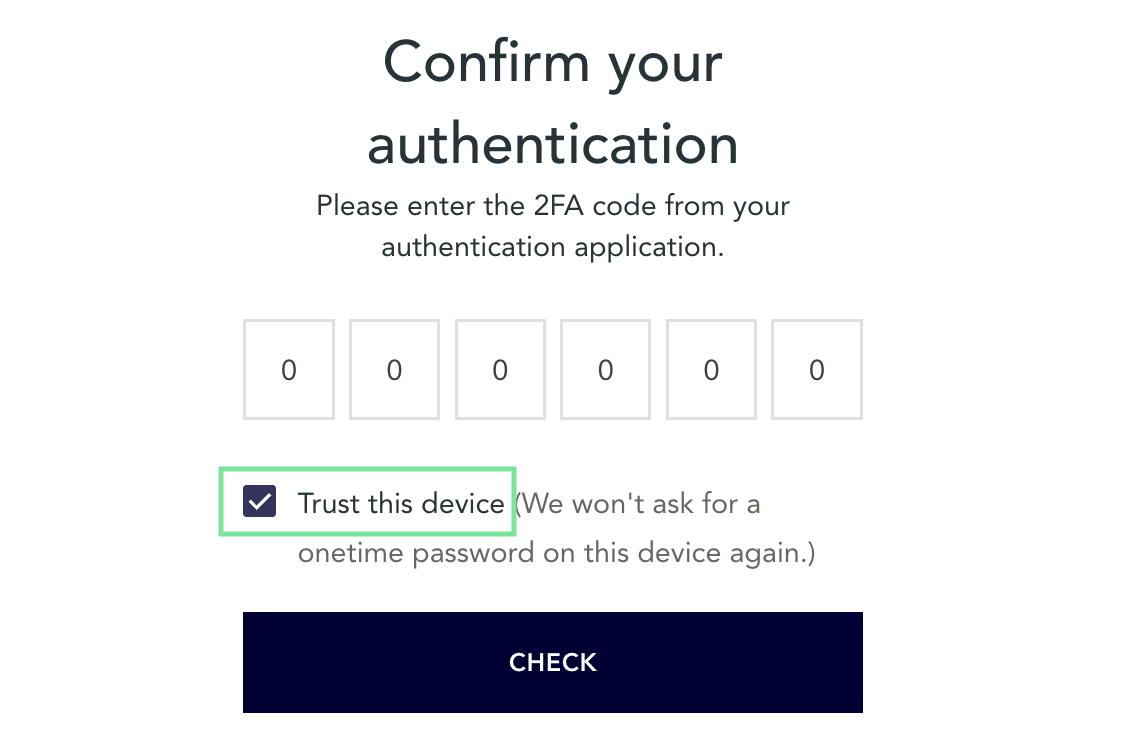 Confirm your
authentication
Please enter the 2FA code from your
authentication application.
0 0 0 0 0 0
Trust this device (We won't ask for a
onetime password on this device again.)
CHECK